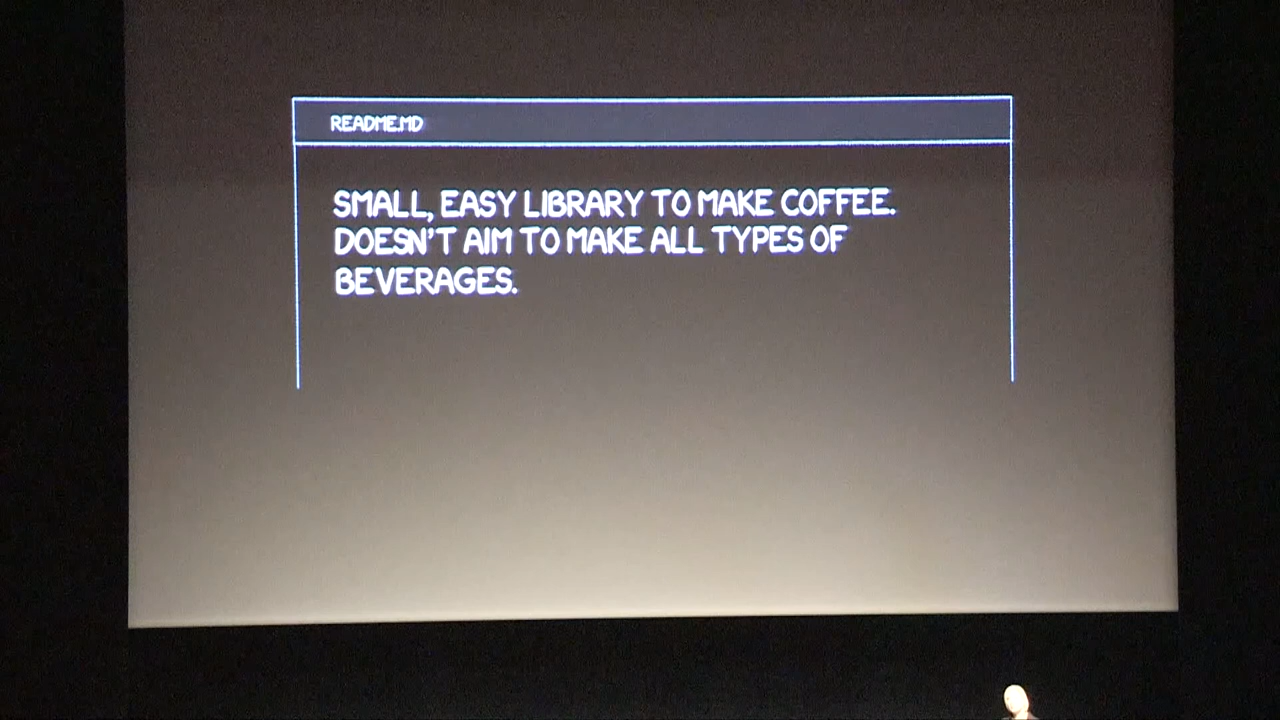 README.MD
SMALL, EASY LIBRARY TO MAKE COFFEE.
DOESN'T AIM TO MAKE ALL TYPES OF
BEVERAGES.